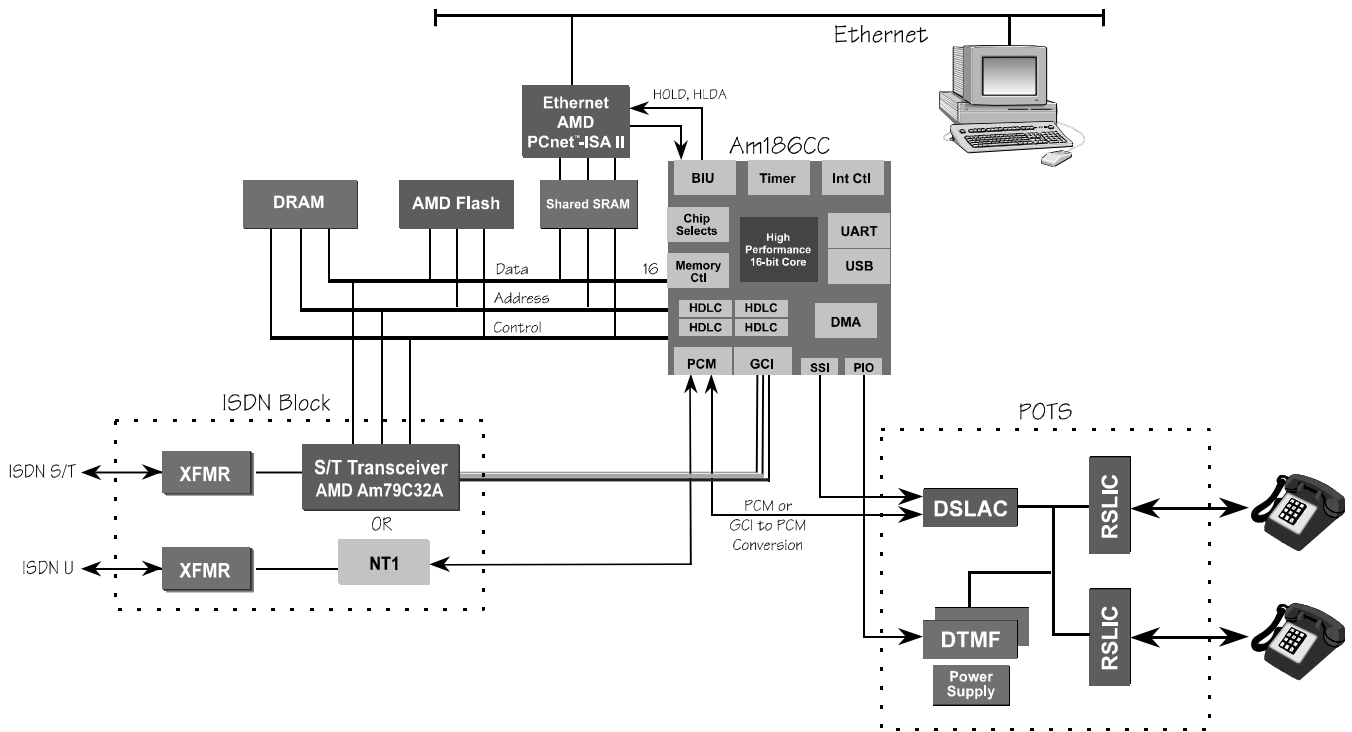 Ethernet
Ethernet
AMD
PCnet™-ISA II
HOLD, HLDA
Am186CC
BIU
Timer
Int Ctl
DRAM
AMD Flash
Shared SRAM
Chip
Selects
High
Performance
16-bit Core
UART
USB
Data
16
Memory
Ctl
Address
HDLC
HDLC
HDLC
HDLC
DMA
Control
PCM
GCI
SSI
PIO
ISDN Block
POTS
ISDN S/T
XFMR
S/T Transceiver
AMD Am79C32A
OR
ISDN U
XFMR
NT1
PCM or
GCI to PCM
Conversion
DSLAC
RSLIC
DTMF
RSLIC
Power
Supply